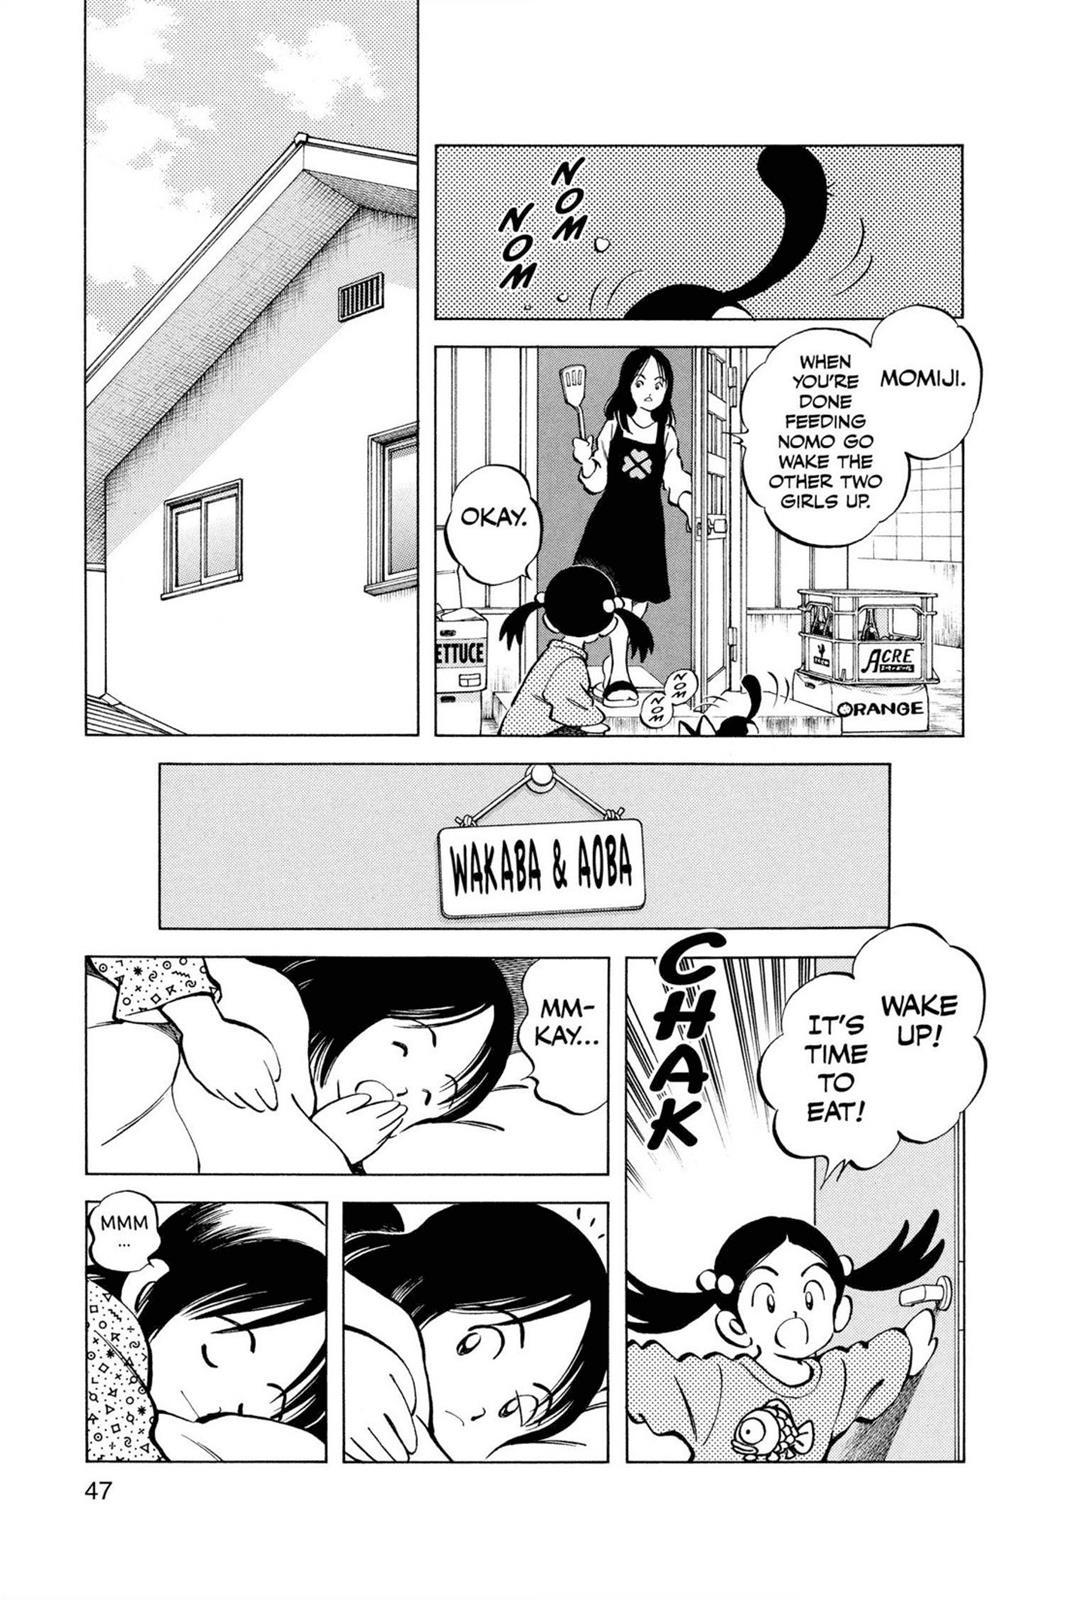 NOM
NOM
MOMIJI.
WHEN
YOU'RE
DONE
FEEDING
NOMO GO
WAKE THE
OTHER TWO
GIRLS UP.
OKAY.
NOM
NOM
ETTUCE
ACRE
ORANGE
WAKABA & AOBA
CHAK
WAKE
UP!
IT'S
TIME
TO
EAT!
MM-
KAY...
MMM
...
47